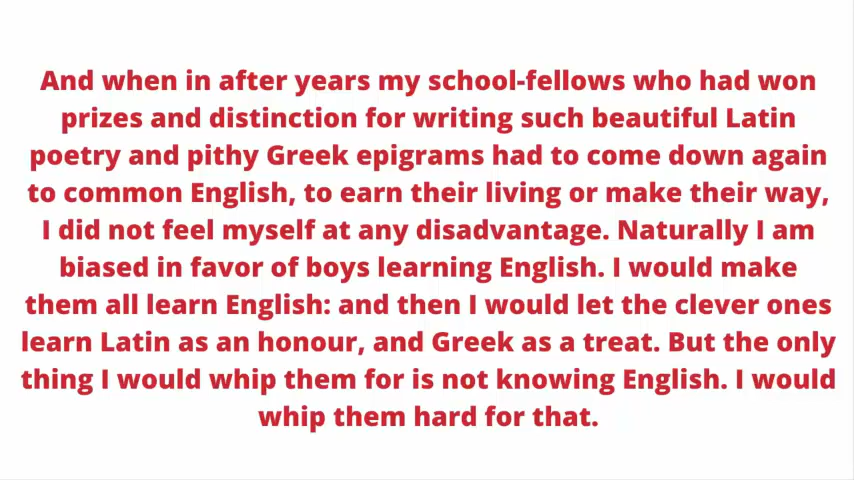 And when in after years my school-fellows who had won
prizes and distinction for writing such beautiful Latin
poetry and pithy Greek epigrams had to come down again
to common English, to earn their living or make their way,
I did not feel myself at any disadvantage. Naturally I am
biased in favor of boys learning English. I would make
them all learn English: and then I would let the clever ones
learn Latin as an honour, and Greek as a treat. But the only
thing I would whip them for is not knowing English. I would
whip them hard for that.